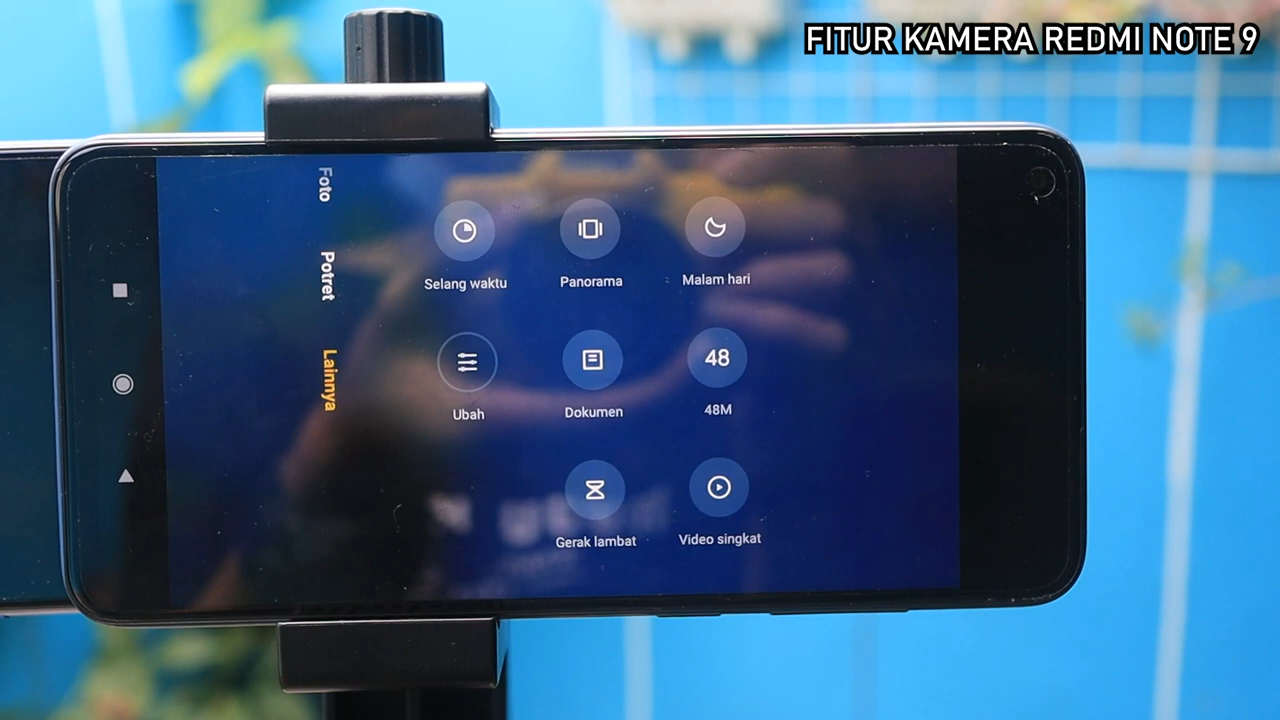 FITUR KAMERA REDMI NOTE 9
Foto
Potret
Lainnya
Selang waktu
Panorama
Malam hari
Ubah
Dokumen
48
48M
Gerak lambat
Video singkat